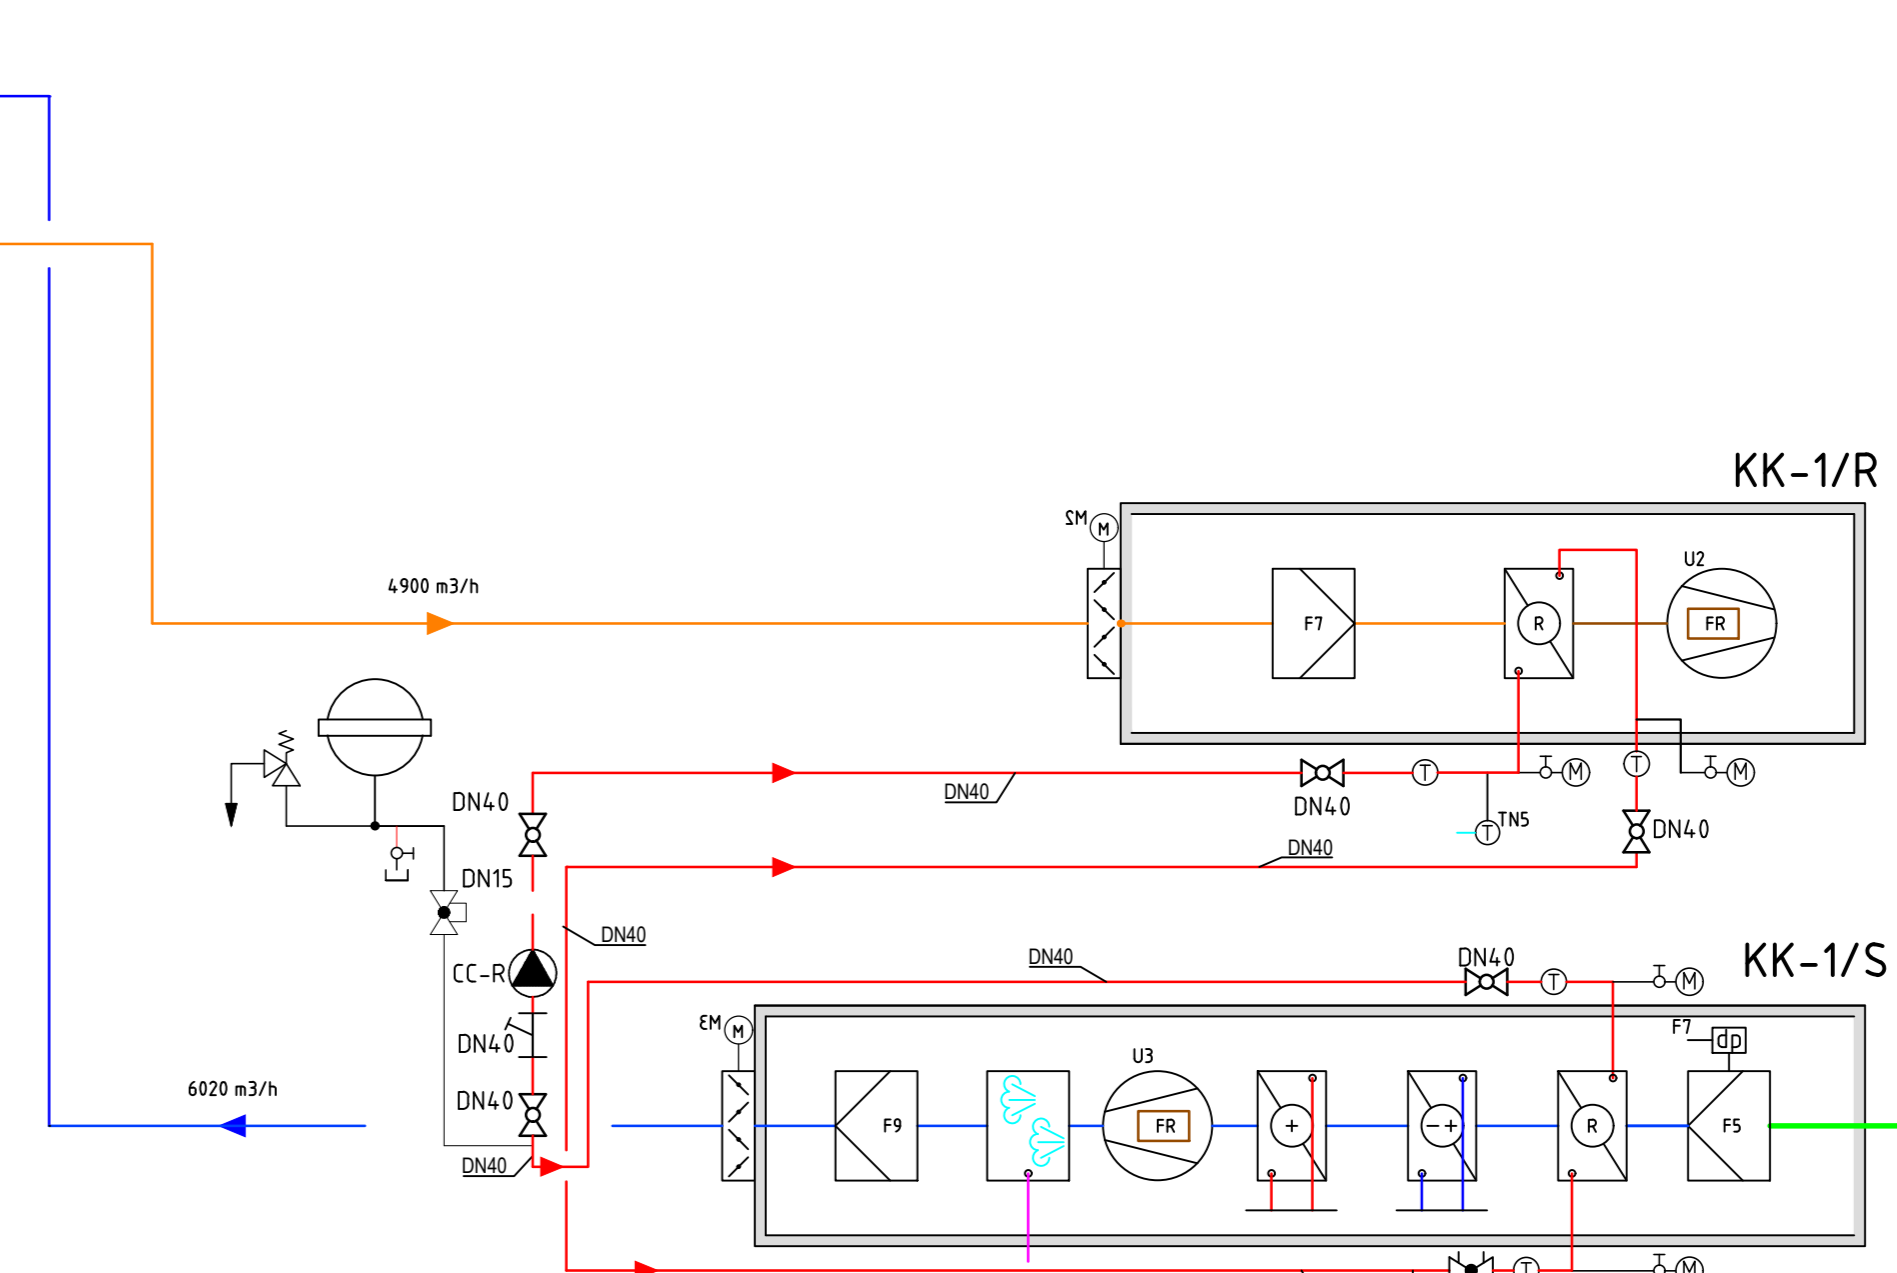 KK-1/R
M2
M
U2
4900 m3/h
F7
R
FR
DN40
DN40
T
M
T
M
DN40
TN5
T
DN40
DN40
DN15
DN40
DN40
DN40
KK-1/S
CC-R
T
M
M3
M
F7
dp
DN40
U3
6020 m3/h
DN40
F9
FR
+
-+
R
F5
DN40
T
M